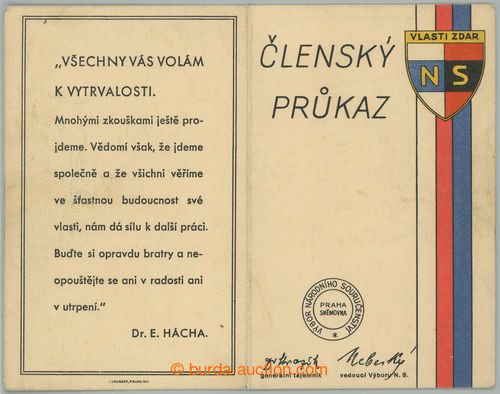 „VŠECHNY VÁS VOLÁM
K VYTRVALOSTI.
Mnohými zkouškami ještě pro-
jdeme. Vědomí však, že jdeme
společně a že všichni věříme
ve šťastnou budoucnost své
vlasti, nám dá sílu k další práci.
Buďte si opravdu bratry a ne-
opouštějte se ani v radosti ani
v utrpení."
Dr. E. HÁCHA.
ČLENSKÝ
PRŮKAZ
VLASTI ZDAR
N S
VÝBOR NÁRODNÍHO SOURUČENSTVÍ
PRAHA
SNĚMOVNA
Nebeský
generální tajemník
vedoucí Výboru N. S.
© burda-auction.com